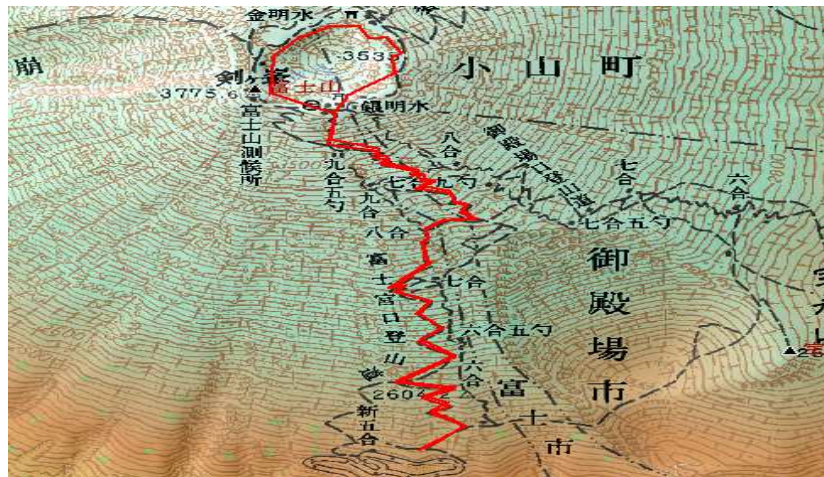 金明水
崩
.3533
小山町
剣ヶ峯
3775.6
富士山
銀明水
富士山測候所
八合
御殿場口登山道
七合
六合
九合五勺
七合九勺
九合
八合
七合五勺
御殿場市
富士宮口登山
七合
六合五勺
六合
2604.2
新五合
富士市